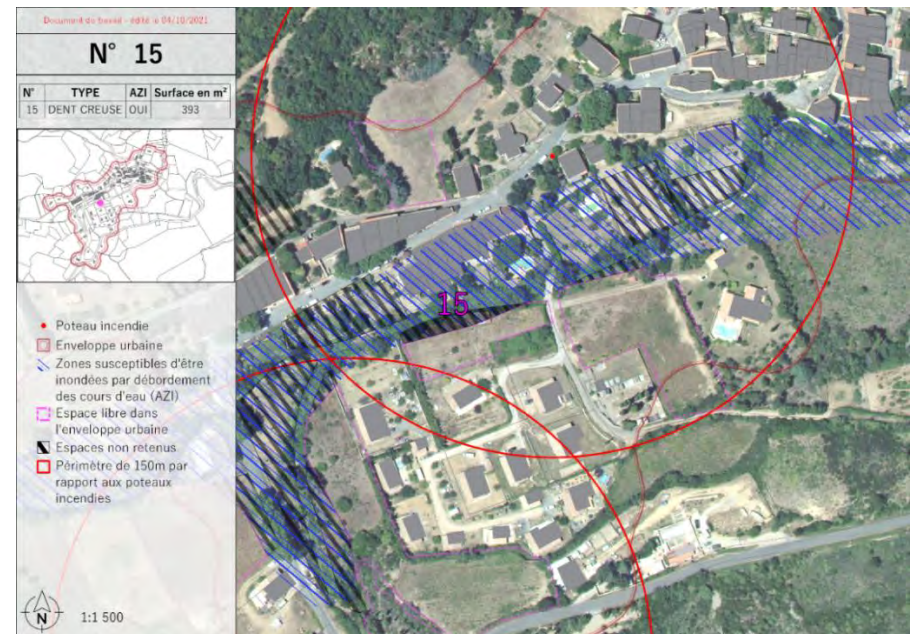 Document de travail - édité le 04/10/2021
N° 15
N° TYPE AZI Surface en m²
15 DENT CREUSE OUI 393
15
Poteau incendie
Enveloppe urbaine
Zones susceptibles d'être
inondées par débordement
des cours d'eau (AZI)
Espace libre dans
l'enveloppe urbaine
Espaces non retenus
Périmètre de 150m par
rapport aux poteaux
incendies
N
1:1 500